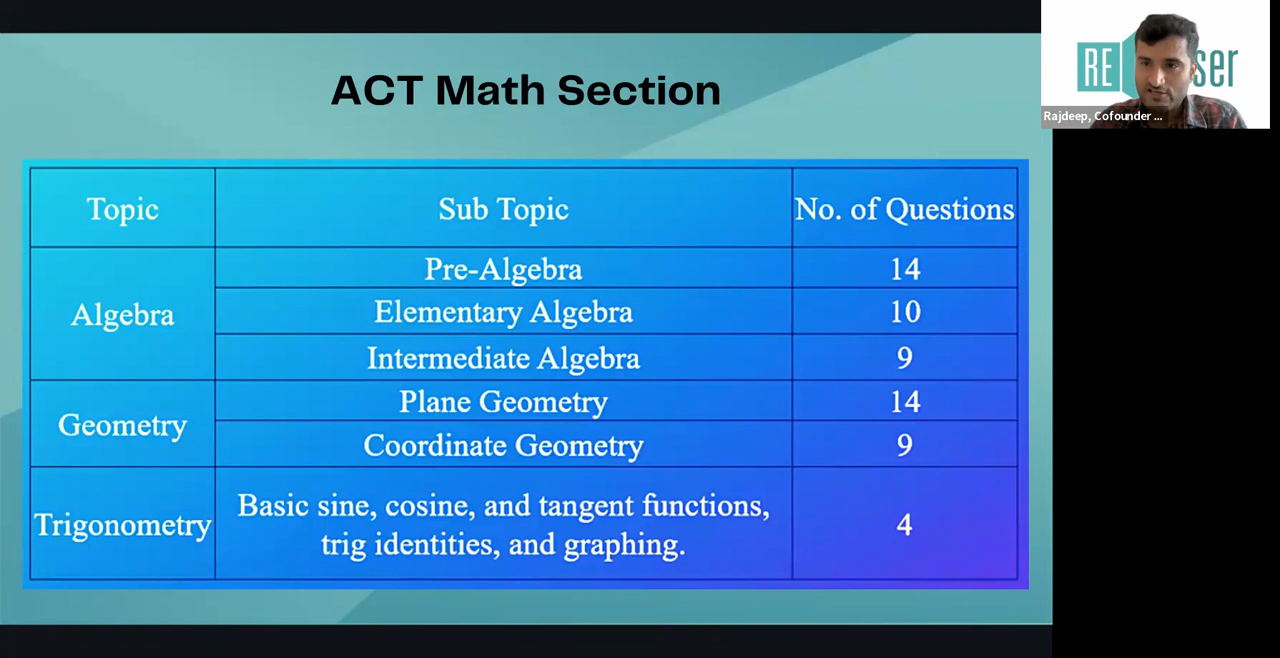 ACT Math Section
RE
ser
Rajdeep, Cofounder ...
Topic
Sub Topic
No. of Questions
Algebra
Pre-Algebra
14
Elementary Algebra
10
Intermediate Algebra
9
Geometry
Plane Geometry
14
Coordinate Geometry
9
Trigonometry
Basic sine, cosine, and tangent functions,
trig identities, and graphing.
4